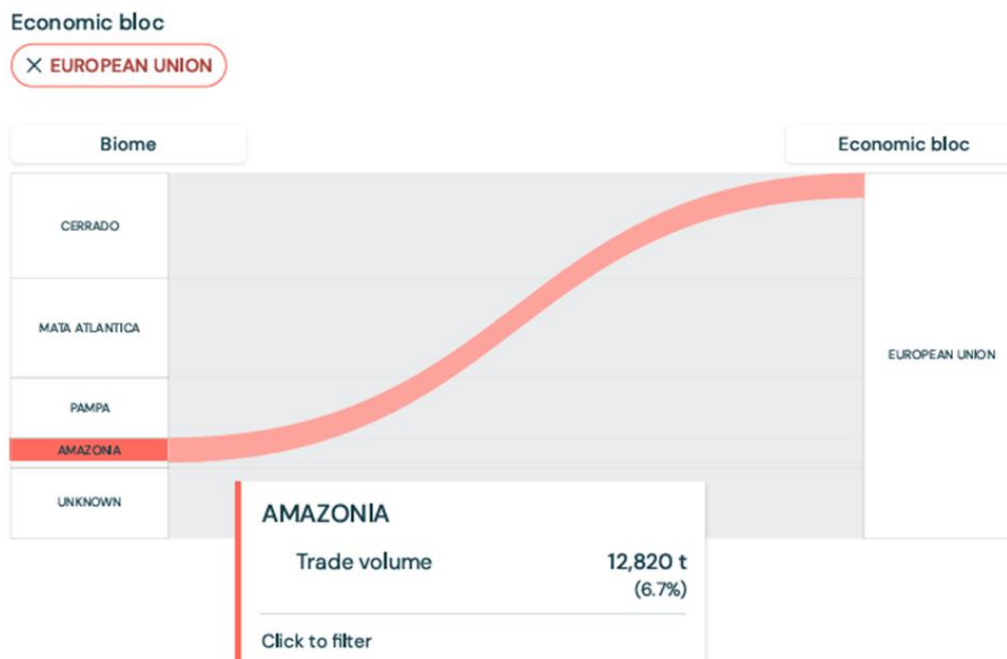 Economic bloc
✕ EUROPEAN UNION
Biome
Economic bloc
CERRADO
MATA ATLANTICA
EUROPEAN UNION
PAMPA
AMAZONIA
UNKNOWN
AMAZONIA
Trade volume 12,820 t
(6.7%)
Click to filter